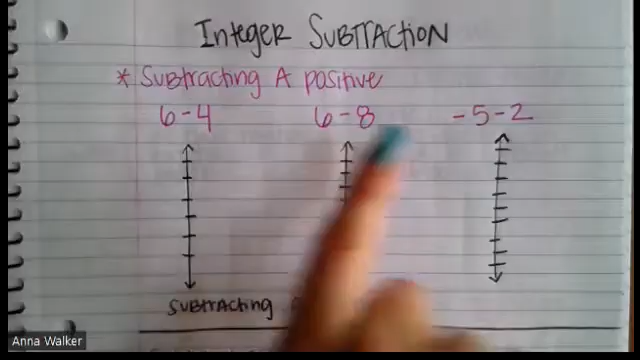 Integer Subtraction
* Subtracting A positive
6-4 6-8 -5-2
Subtracting
Anna Walker